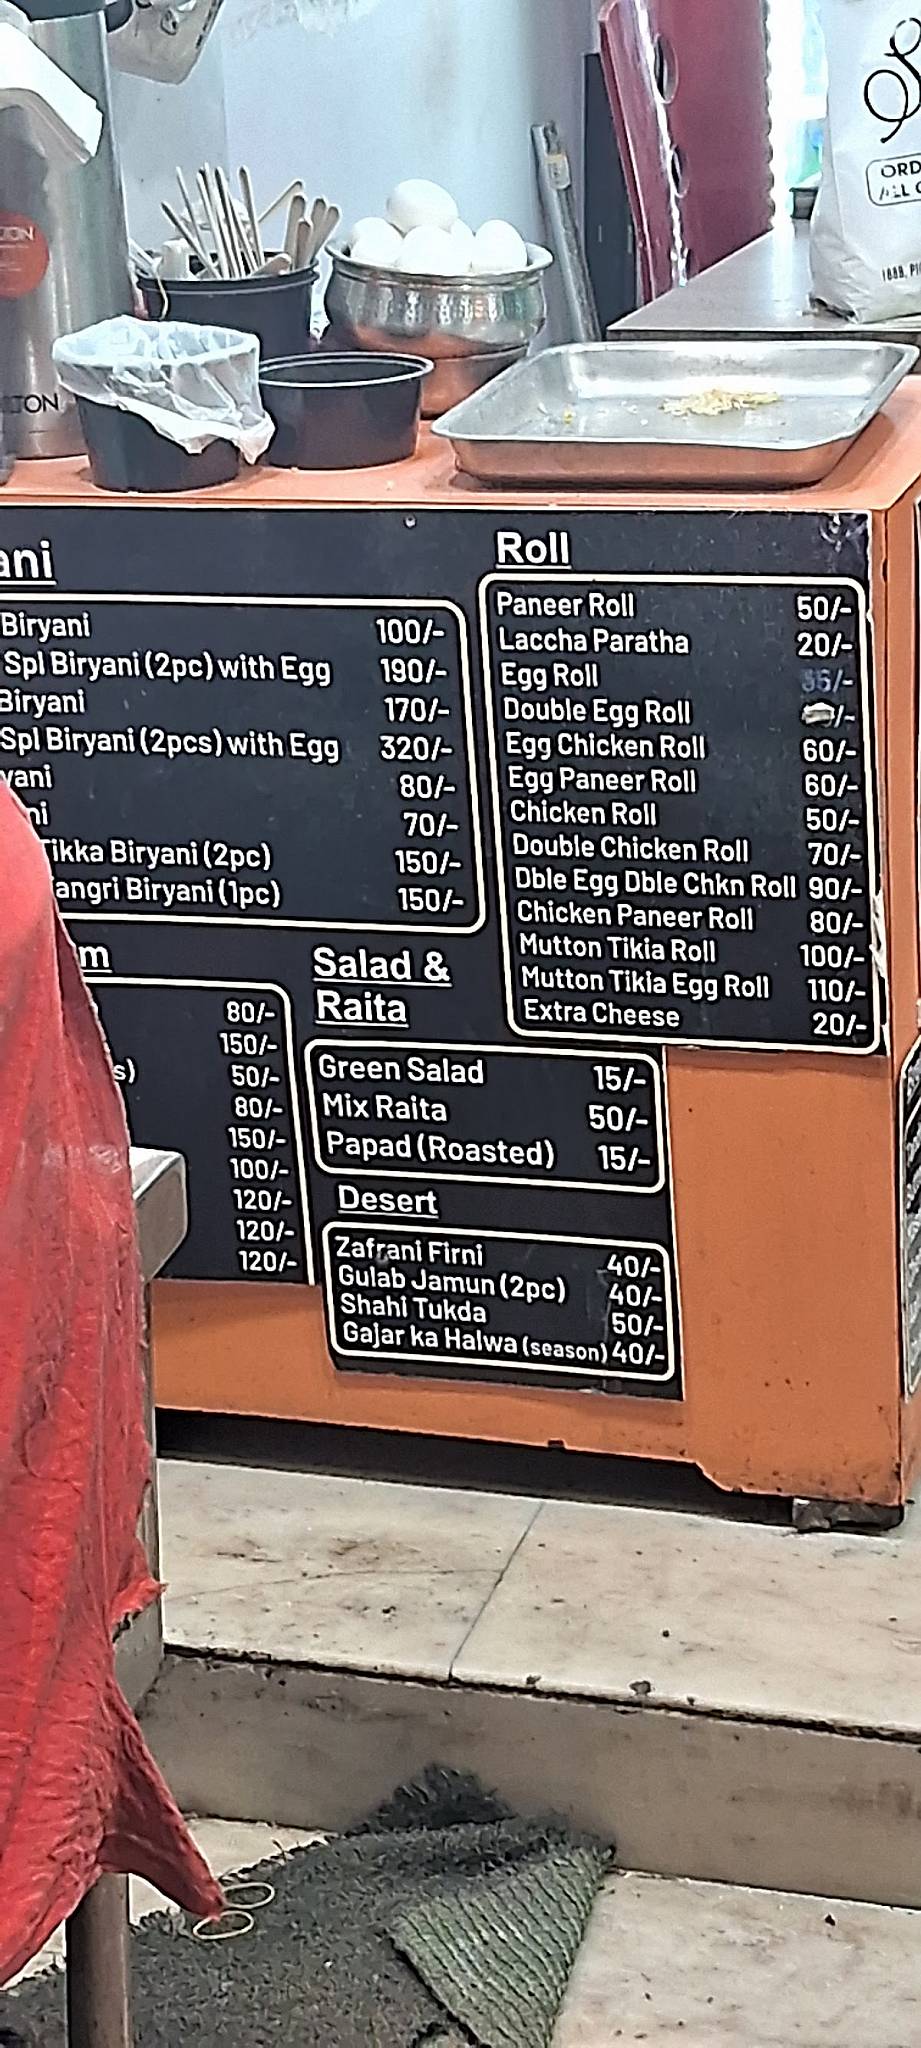 TON
ORD
ALL
1888, P
ani
Biryani 100/-
Spl Biryani (2pc) with Egg 190/-
Biryani 170/-
Spl Biryani (2pcs) with Egg 320/-
yani 80/-
ni 70/-
Tikka Biryani (2pc) 150/-
angri Biryani (1pc) 150/-
Roll
Paneer Roll 50/-
Laccha Paratha 20/-
Egg Roll
Double Egg Roll /-
Egg Chicken Roll 60/-
Egg Paneer Roll 60/-
Chicken Roll 50/-
Double Chicken Roll 70/-
Dble Egg Dble Chkn Roll 90/-
Chicken Paneer Roll 80/-
Mutton Tikia Roll 100/-
Mutton Tikia Egg Roll 110/-
Extra Cheese 20/-
m
80/-
150/-
s) 50/-
80/-
150/-
100/-
120/-
120/-
120/-
Salad &
Raita
Green Salad 15/-
Mix Raita 50/-
Papad (Roasted) 15/-
Desert
Zafrani Firni 40/-
Gulab Jamun (2pc) 40/-
Shahi Tukda 50/-
Gajar ka Halwa (season) 40/-